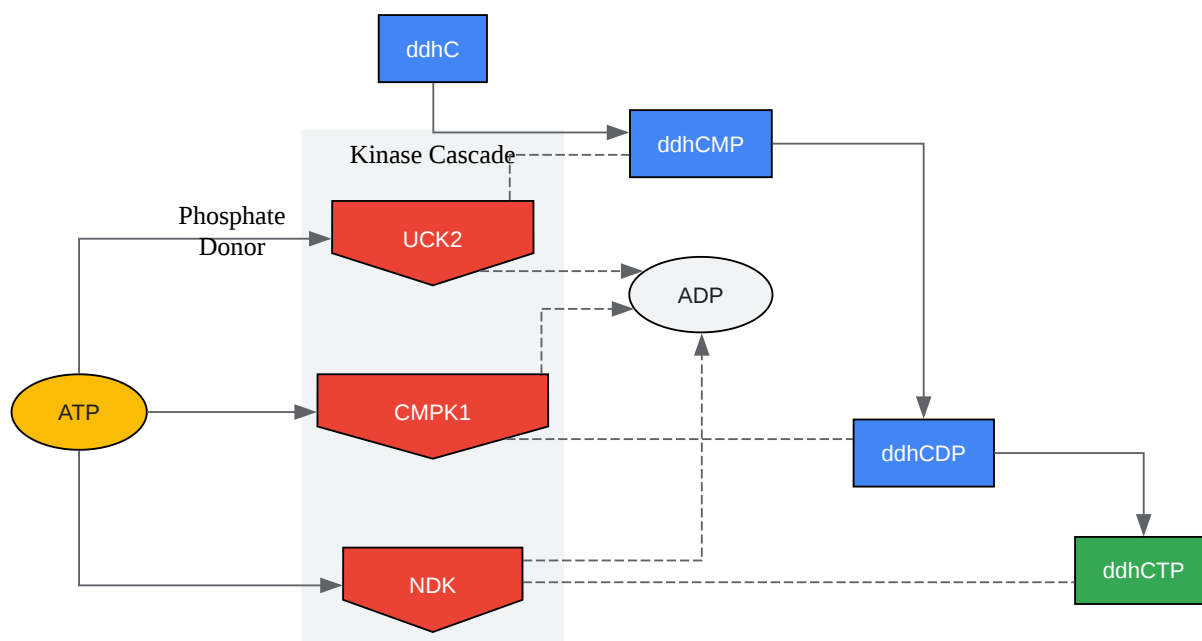 ddhC
ddhCMP
Kinase Cascade
Phosphate
Donor
UCK2
ADP
ATP
CMPK1
ddhCDP
NDK
ddhCTP